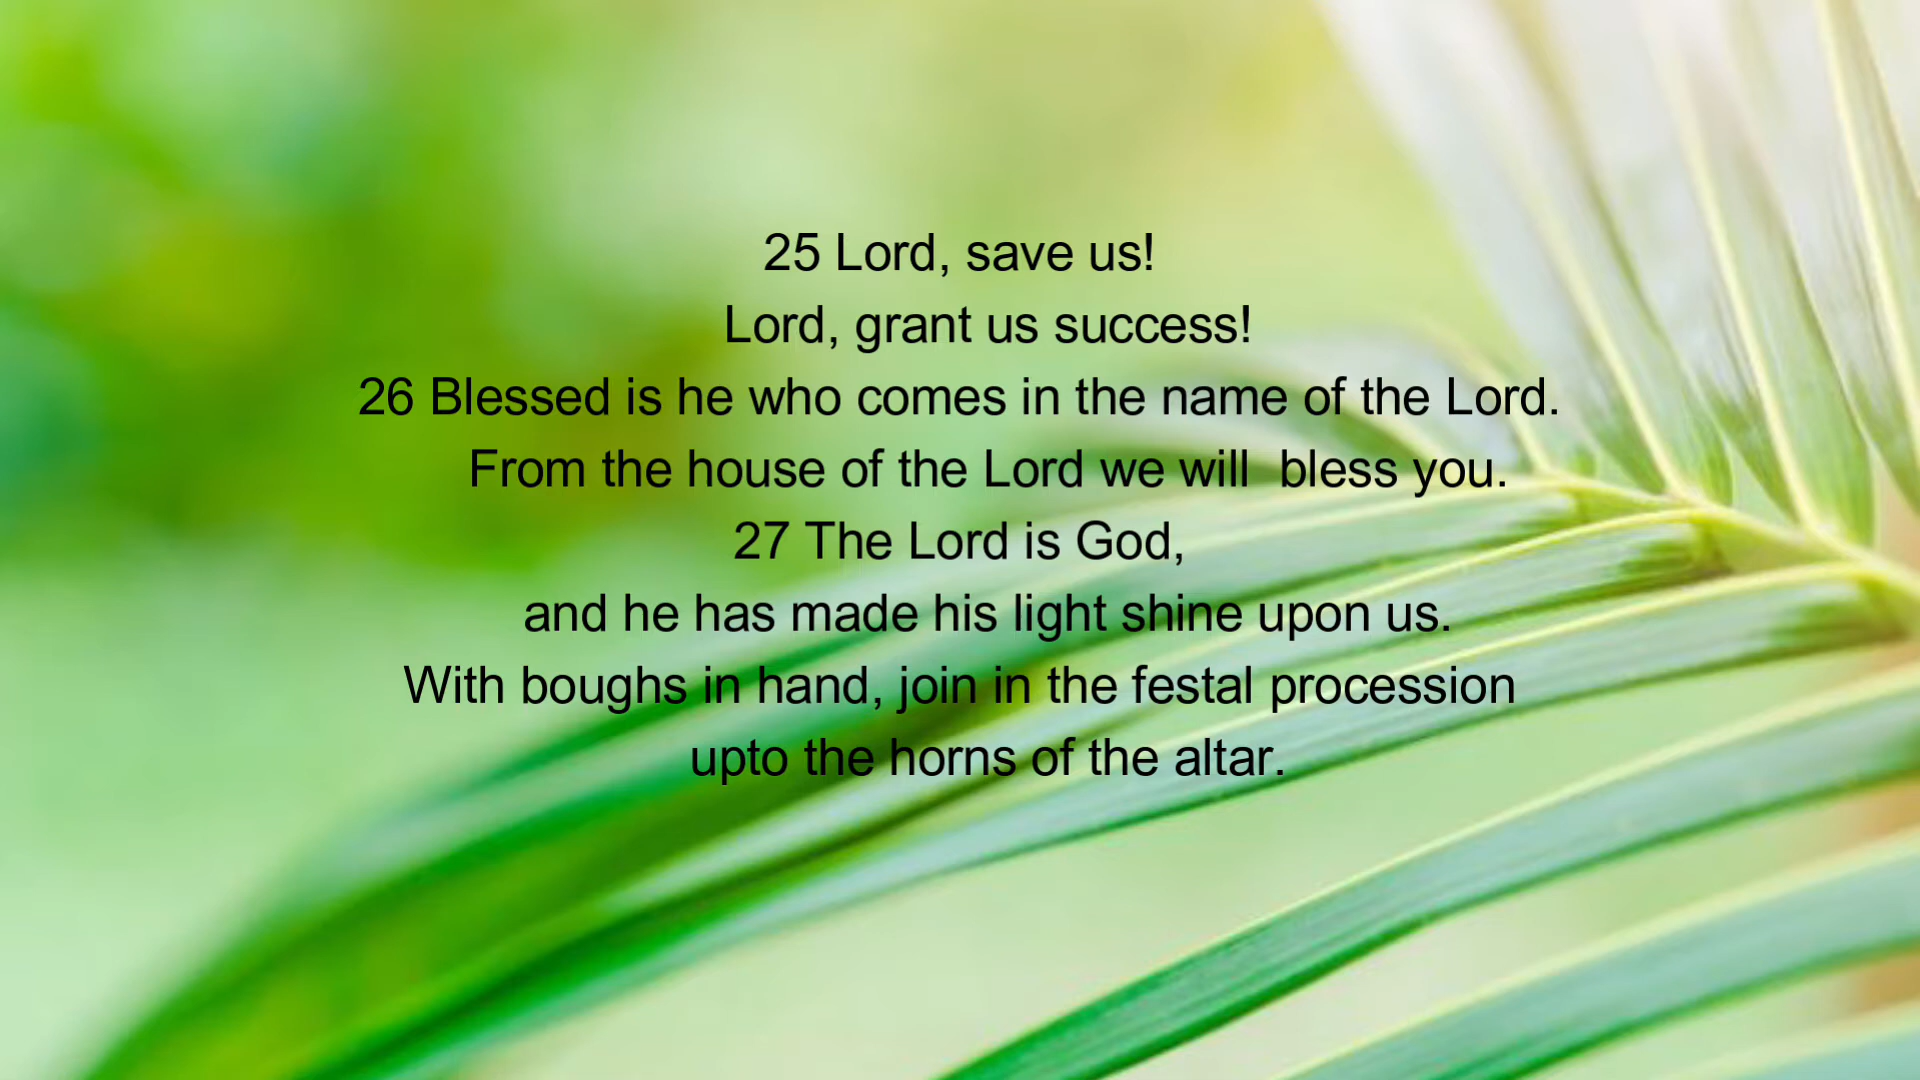 25 Lord, save us!
Lord, grant us success!
26 Blessed is he who comes in the name of the Lord.
From the house of the Lord we will  bless you.
27 The Lord is God,
and he has made his light shine upon us.
With boughs in hand, join in the festal procession
upto the horns of the altar.